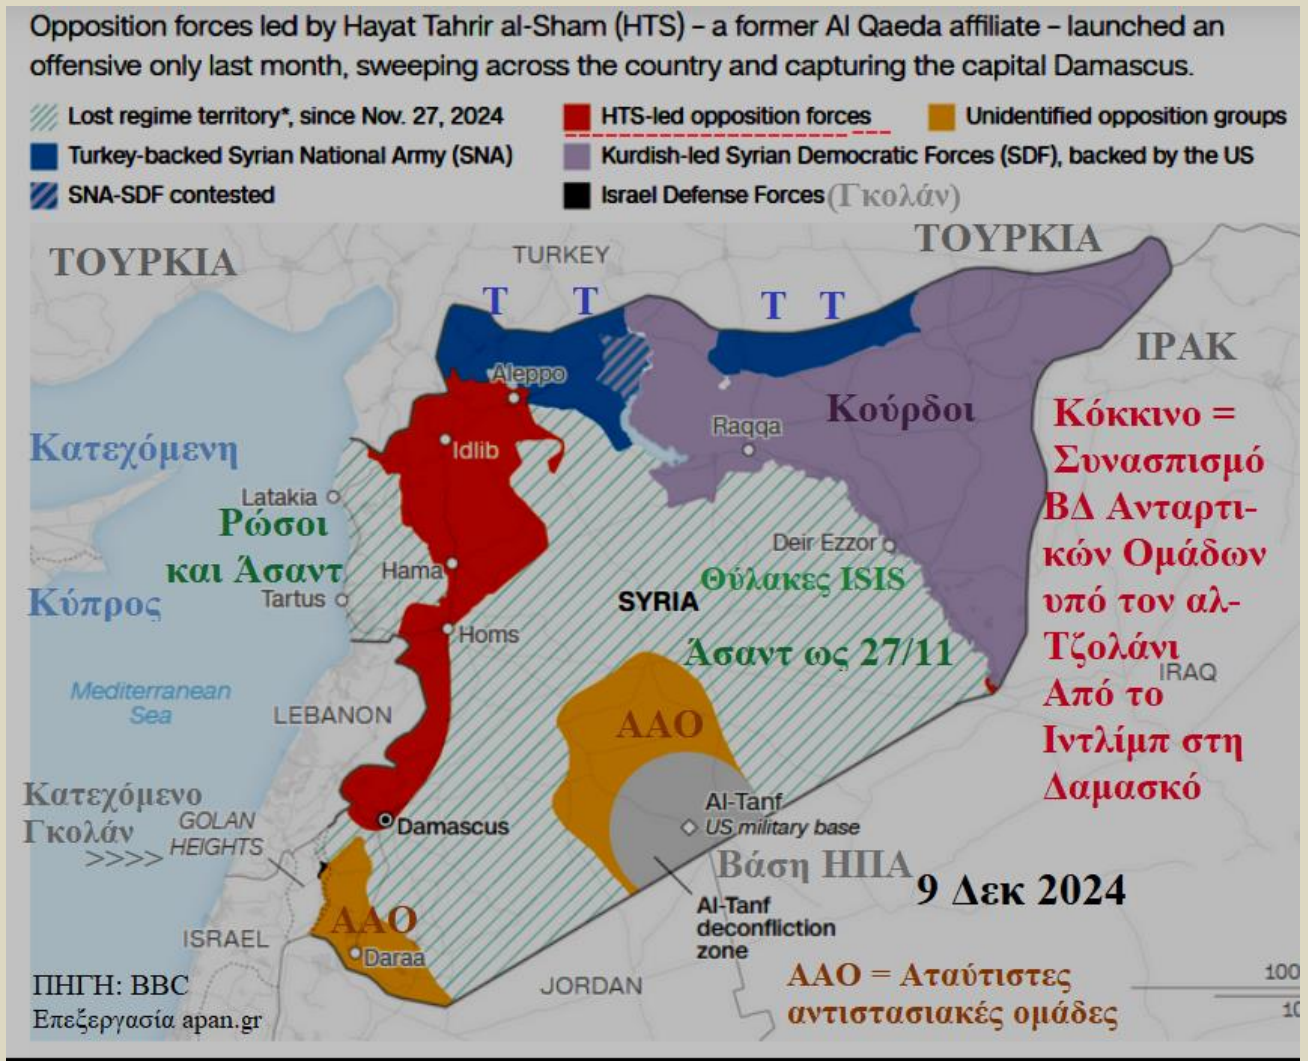 Opposition forces led by Hayat Tahrir al-Sham (HTS) – a former Al Qaeda affiliate – launched an
offensive only last month, sweeping across the country and capturing the capital Damascus.
Lost regime territory*, since Nov. 27, 2024
HTS-led opposition forces
Unidentified opposition groups
Turkey-backed Syrian National Army (SNA)
Kurdish-led Syrian Democratic Forces (SDF), backed by the US
SNA-SDF contested
Israel Defense Forces (Γκολάν)
ΤΟΥΡΚΙΑ
TURKEY
ΤΟΥΡΚΙΑ
Τ Τ
Τ Τ
ΙΡΑΚ
Aleppo
Κούρδοι
Raqqa
Idlib
Κατεχόμενη
Κύπρος
Latakia
Ρώσοι
και Άσαντ
Hama
Tartus
Homs
Deir Ezzor
Θύλακες ISIS
SYRIA
Άσαντ ως 27/11
Κόκκινο =
Συνασπισμό
ΒΔ Ανταρτι-
κών Ομάδων
υπό τον αλ-
Τζολάνι
Από το
Ιντλίμπ στη
Δαμασκό
IRAQ
Mediterranean
Sea
LEBANON
ΑΑΟ
Κατεχόμενο
Γκολάν
>>>>
GOLAN
HEIGHTS
Damascus
Al-Tanf
US military base
Βάση ΗΠΑ
9 Δεκ 2024
Al-Tanf
deconfliction
zone
ΑΑΟ
Daraa
ISRAEL
JORDAN
ΑΑΟ = Αταύτιστες
αντιστασιακές ομάδες
100
10
ΠΗΓΗ: BBC
Επεξεργασία apan.gr